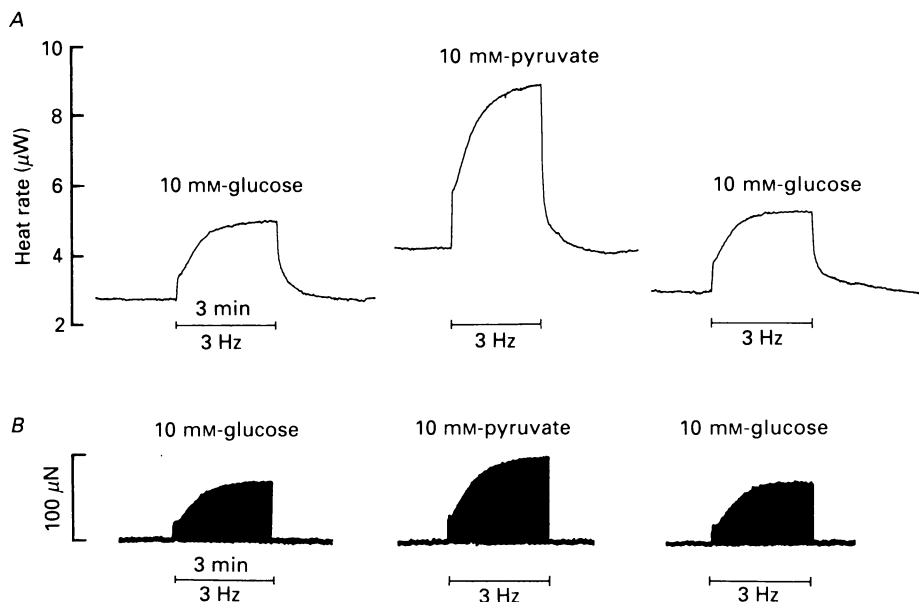 A
10
8
6
4
2
Heat rate (μW)
10 mM-glucose
10 mM-pyruvate
10 mM-glucose
3 min
3 Hz
3 Hz
3 Hz
B
100 μN
10 mM-glucose
10 mM-pyruvate
10 mM-glucose
3 min
3 Hz
3 Hz
3 Hz